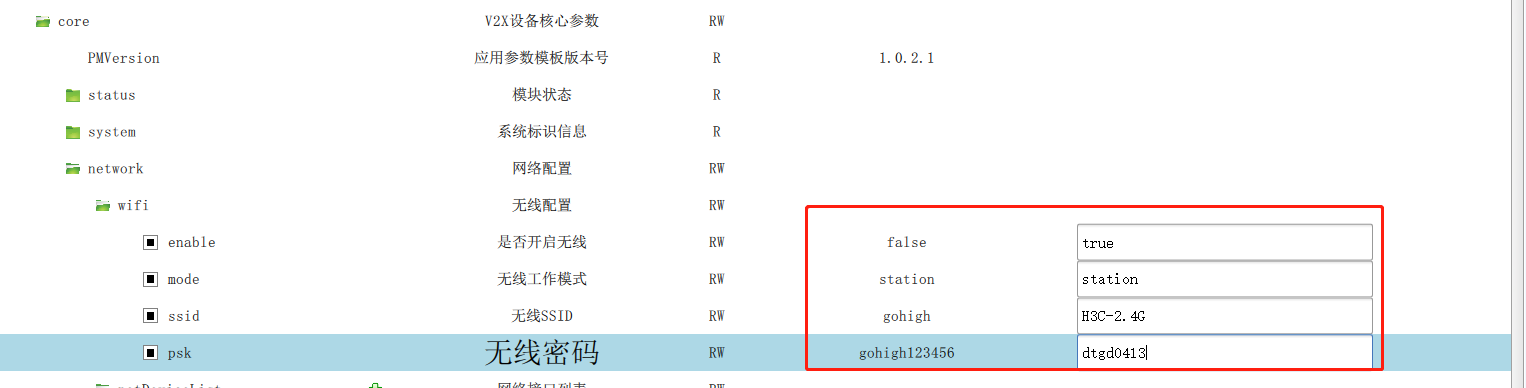 core V2X设备核心参数 RW
PMVersion 应用参数模板版本号 R 1.0.2.1
status 模块状态 R
system 系统标识信息 R
network 网络配置 RW
wifi 无线配置 RW
enable 是否开启无线 RW false true
mode 无线工作模式 RW station station
ssid 无线SSID RW gohigh H3C-2.4G
psk 无线密码 RW gohigh123456 dtgd0413